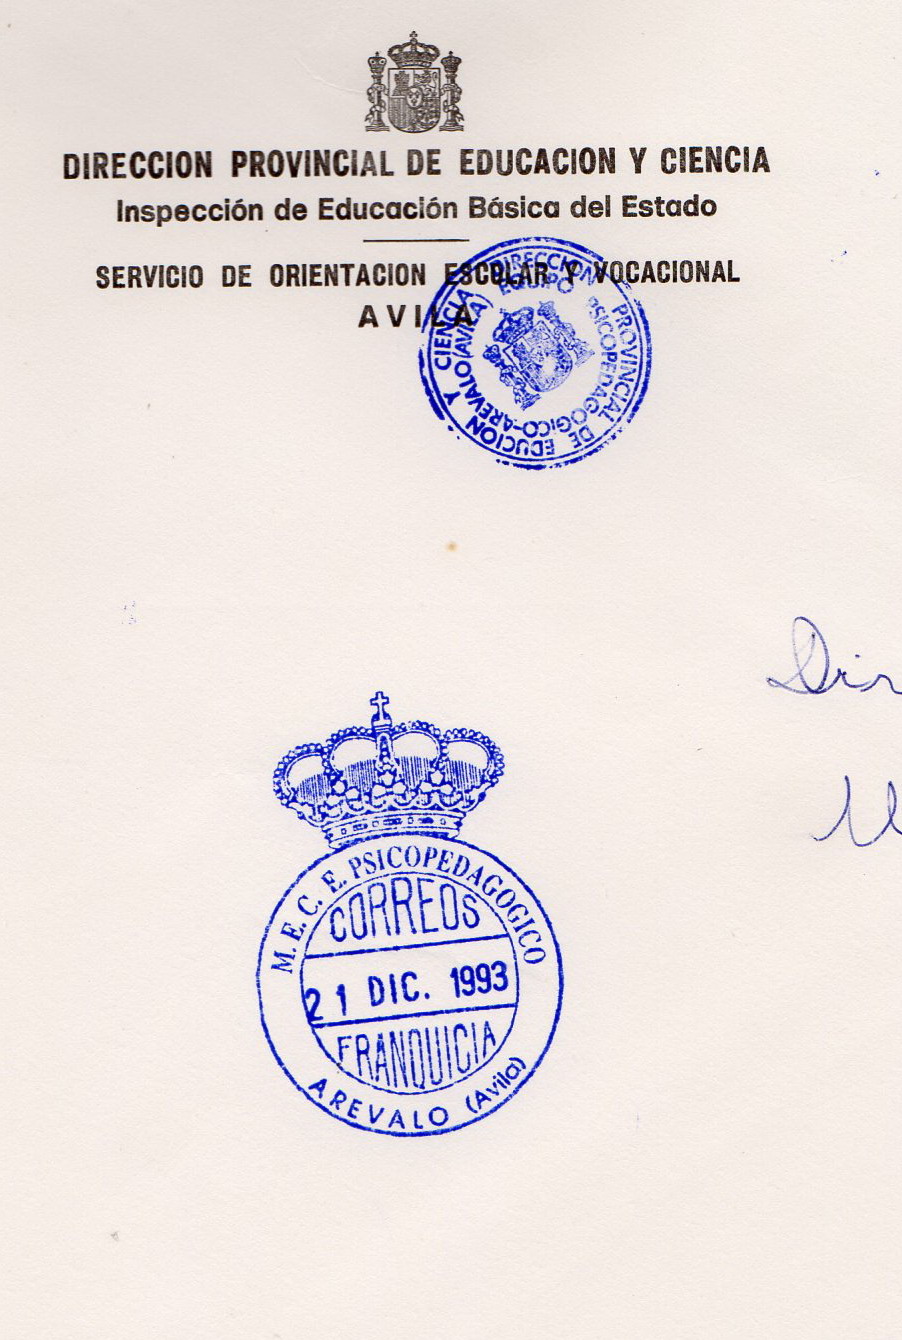 DIRECCION PROVINCIAL DE EDUCACION Y CIENCIA
Inspección de Educación Básica del Estado
SERVICIO DE ORIENTACION ESCOLAR Y VOCACIONAL
AVILA
DIRECCION PROVINCIAL DE EDUCION Y CIENCIA
EQUIPO PSICOPEDAGOGICO-AREVALO (AVILA)
Dir
M.E.C. E. PSICOPEDAGOGICO
CORREOS
21 DIC. 1993
FRANQUICIA
AREVALO (Avila)